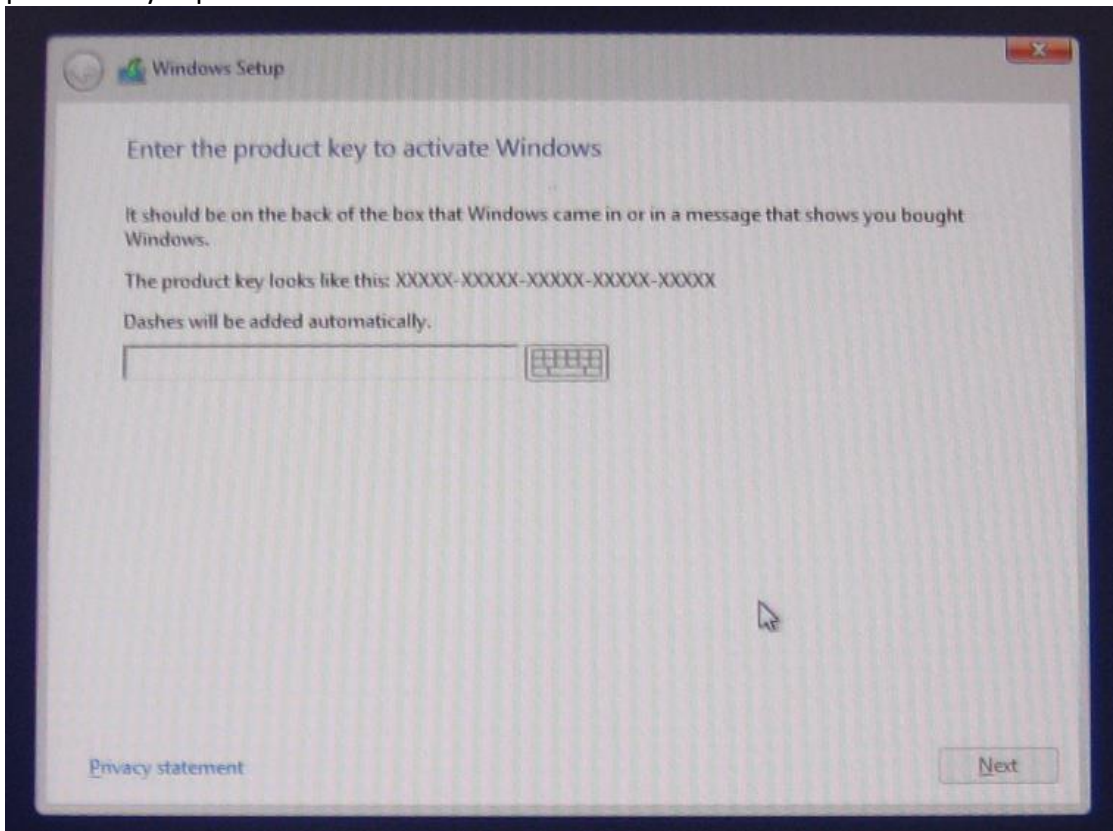 Windows Setup
Enter the product key to activate Windows
It should be on the back of the box that Windows came in or in a message that shows you bought
Windows.
The product key looks like this: XXXXX-XXXXX-XXXXX-XXXXX-XXXXX
Dashes will be added automatically.
Privacy statement
Next